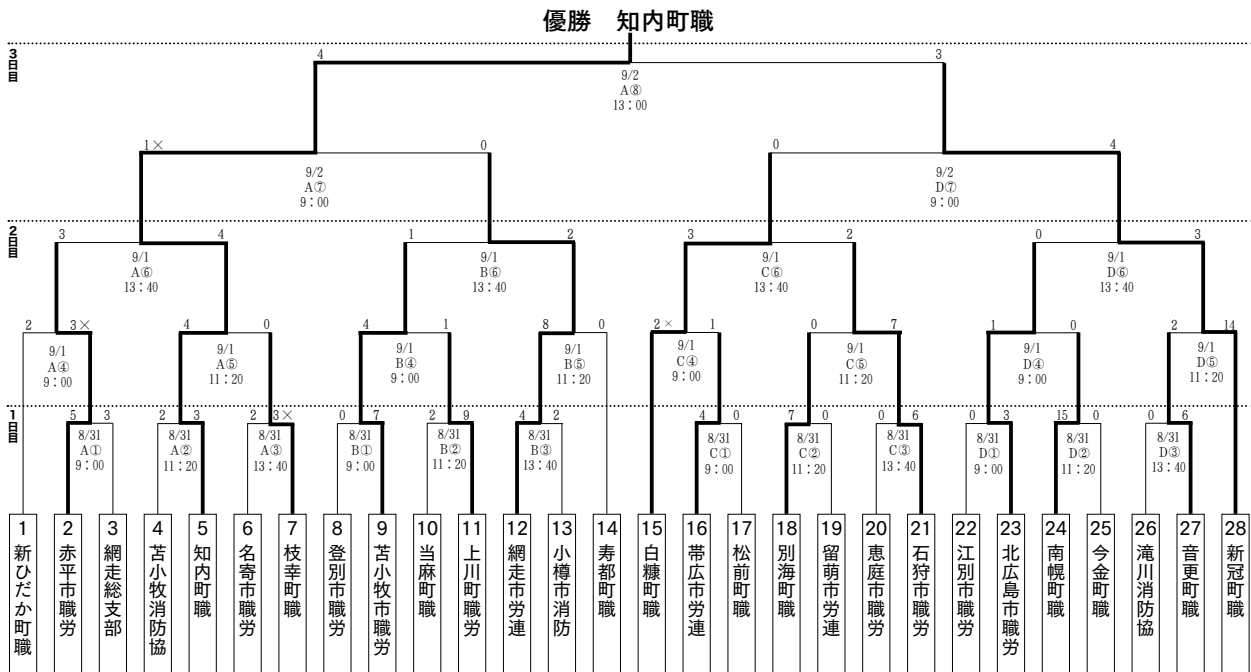 優勝　知内町職
3日目
4
3
9/2
A⑧
13：00
1×
0
0
4
9/2
A⑦
9：00
9/2
D⑦
9：00
2日目
3
4
1
2
3
2
0
3
9/1
A⑥
13：40
9/1
B⑥
13：40
9/1
C⑥
13：40
9/1
D⑥
13：40
2
3×
4
0
4
1
8
0
2×
1
0
7
1
0
2
14
9/1
A④
9：00
9/1
A⑤
11：20
9/1
B④
9：00
9/1
B⑤
11：20
9/1
C④
9：00
9/1
C⑤
11：20
9/1
D④
9：00
9/1
D⑤
11：20
1日目
5
3
2
3
2
3×
0
7
2
9
4
2
4
0
7
0
0
6
0
3
15
0
0
6
8/31
A①
9：00
8/31
A②
11：20
8/31
A③
13：40
8/31
B①
9：00
8/31
B②
11：20
8/31
B③
13：40
8/31
C①
9：00
8/31
C②
11：20
8/31
C③
13：40
8/31
D①
9：00
8/31
D②
11：20
8/31
D③
13：40
1
新ひだか町職
2
赤平市職労
3
網走総支部
4
苫小牧消防協
5
知内町職
6
名寄市職労
7
枝幸町職
8
登別市職労
9
苫小牧市職労
10
当麻町職
11
上川町職
12
網走市労連
13
小樽市消防
14
寿都町職
15
白糠町職
16
帯広市労連
17
松前町職
18
別海町職
19
留萌市労連
20
恵庭市職労
21
石狩市職労
22
江別市職労
23
北広島市職労
24
南幌町職
25
今金町職
26
滝川消防協
27
音更町職
28
新冠町職